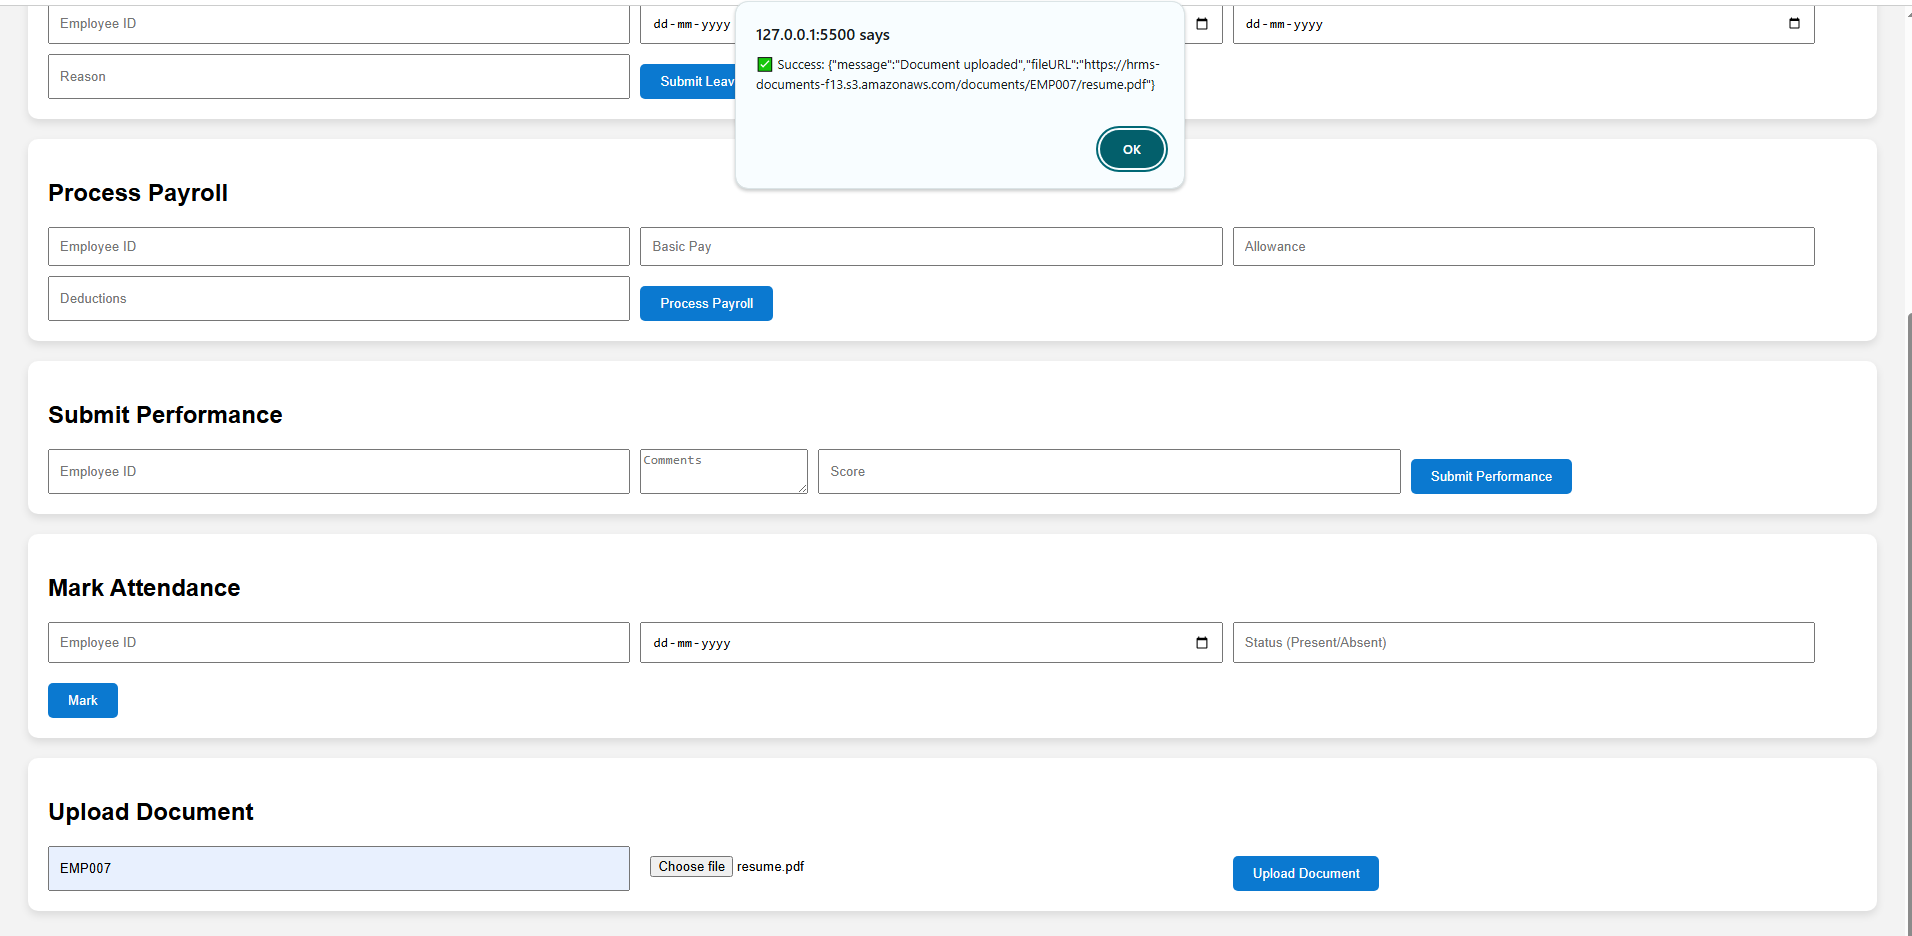 Employee ID
dd-mm-yyyy
dd-mm-yyyy
127.0.0.1:5500 says
✅ Success: {"message":"Document uploaded","fileURL":"https://hrms-
documents-f13.s3.amazonaws.com/documents/EMP007/resume.pdf"}
OK
Reason
Submit Leav
Process Payroll
Employee ID
Basic Pay
Allowance
Deductions
Process Payroll
Submit Performance
Employee ID
Comments
Score
Submit Performance
Mark Attendance
Employee ID
dd-mm-yyyy
Status (Present/Absent)
Mark
Upload Document
EMP007
Choose file resume.pdf
Upload Document